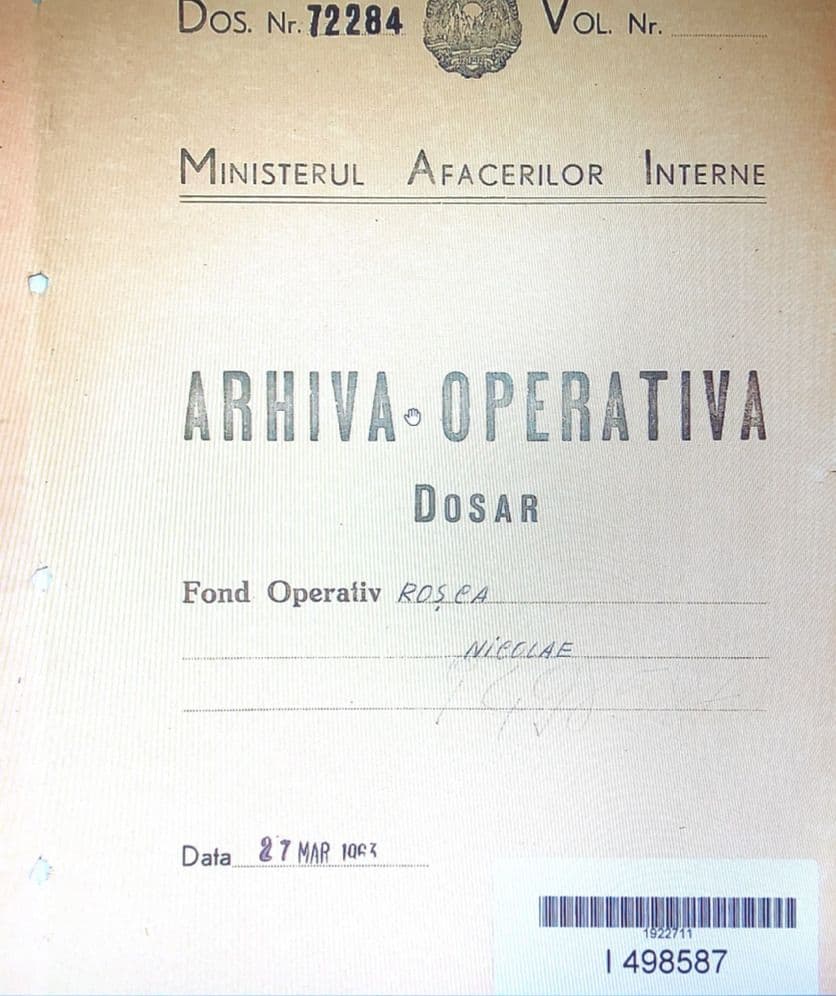 Dos. Nr. 72284 Vol. Nr.
Ministerul Afacerilor Interne
ARHIVA OPERATIVA
Dosar
Fond Operativ ROȘCA
NICOLAE
Data 27 MAR 1963
1922711
I 498587